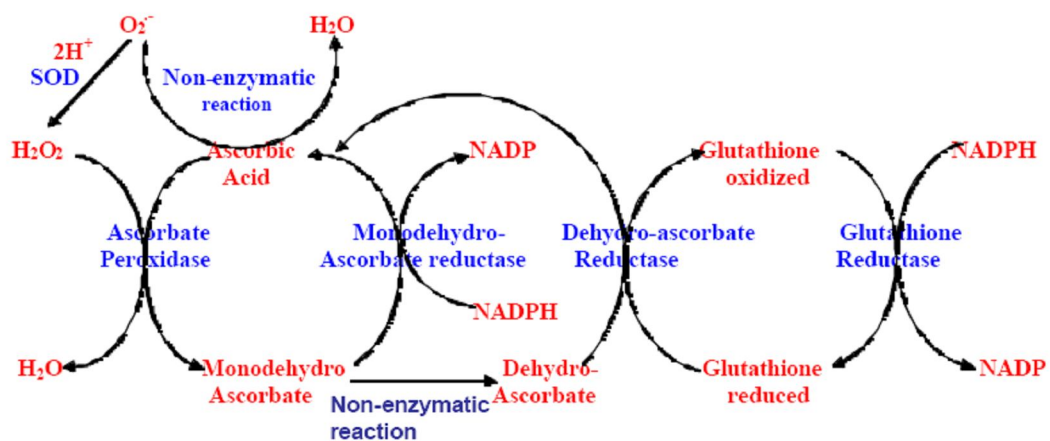 O₂·⁻
H₂O
2H⁺
SOD
Non-enzymatic
reaction
H₂O₂
Ascorbic
Acid
NADP
Glutathione
oxidized
NADPH
Ascorbate
Peroxidase
Monodehydro-
Ascorbate reductase
Dehydro-ascorbate
Reductase
Glutathione
Reductase
NADPH
H₂O
Monodehydro
Ascorbate
Dehydro-
Ascorbate
Glutathione
reduced
NADP
Non-enzymatic
reaction